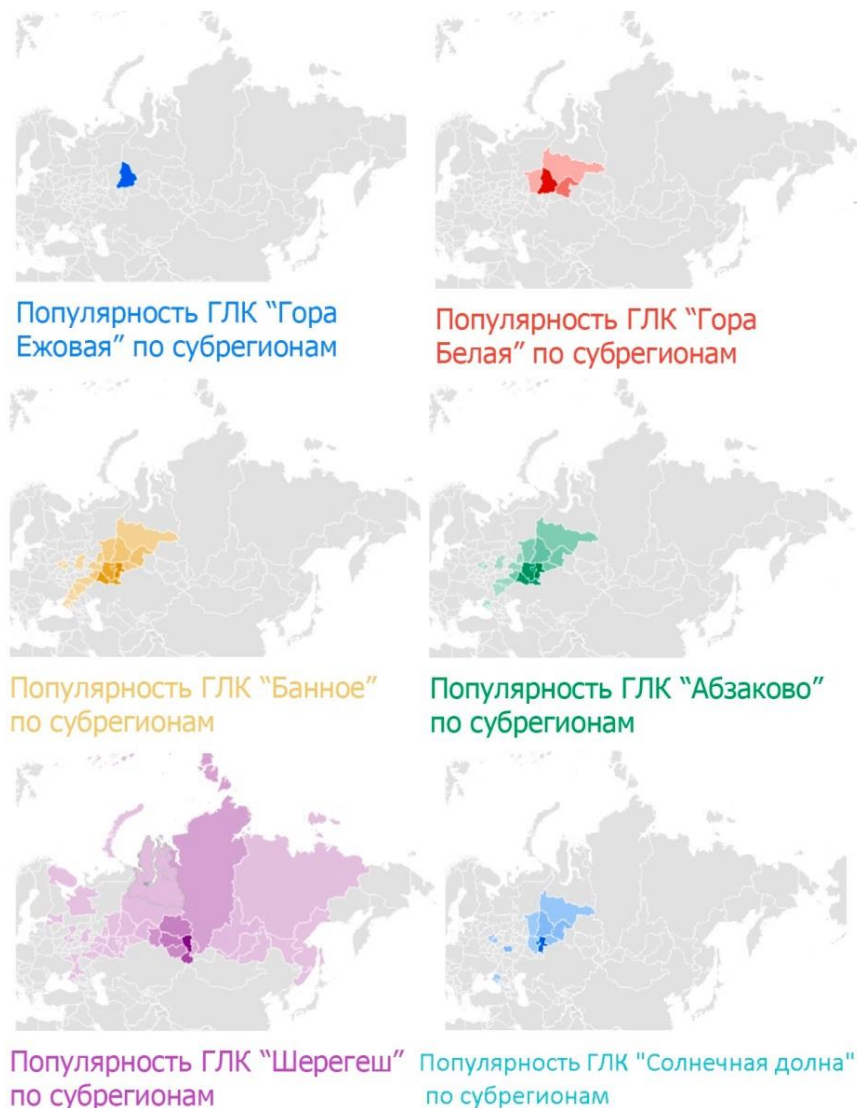 Популярность ГЛК “Гора
Ежовая” по субрегионам
Популярность ГЛК “Гора
Белая” по субрегионам
Популярность ГЛК “Банное”
по субрегионам
Популярность ГЛК “Абзаково”
по субрегионам
Популярность ГЛК “Шерегеш”
по субрегионам
Популярность ГЛК "Солнечная долна"
по субрегионам